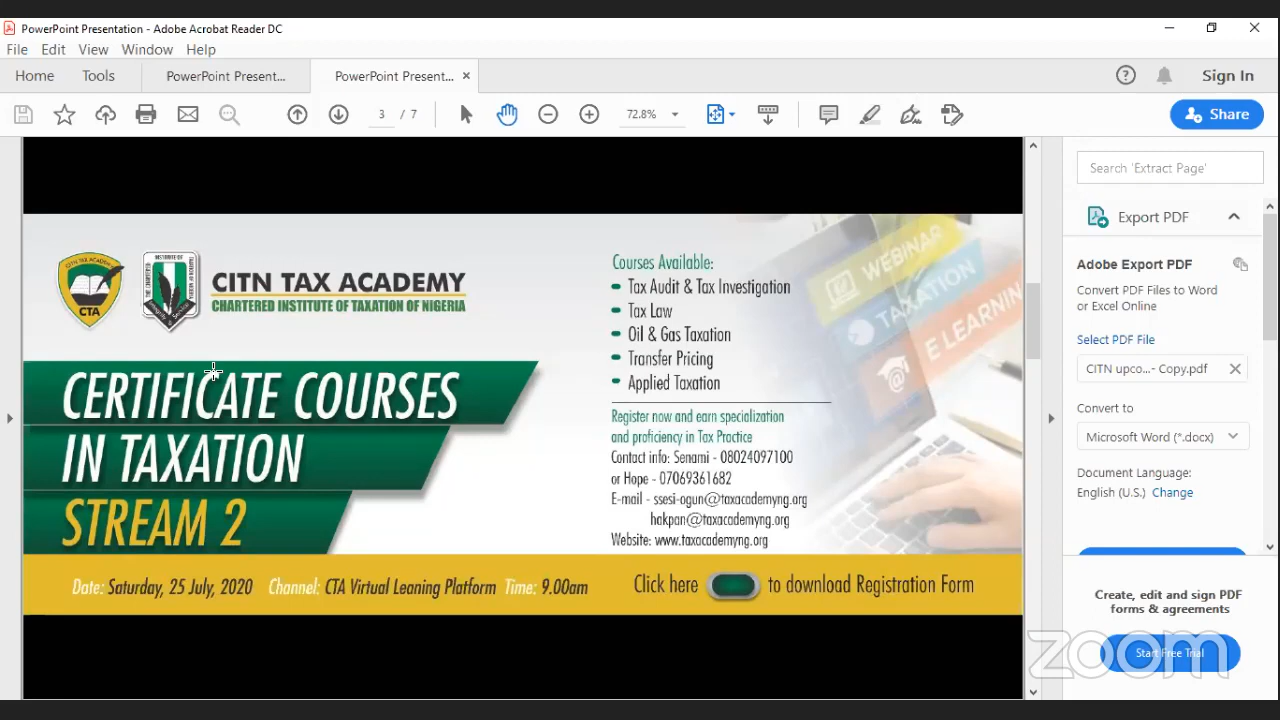 PowerPoint Presentation - Adobe Acrobat Reader DC
File Edit View Window Help
Home Tools PowerPoint Present... PowerPoint Present... × ? Sign In
3 / 7 72.8% Share
Search 'Extract Page'
Export PDF
Adobe Export PDF
Convert PDF Files to Word
or Excel Online
Select PDF File
CITN upco...- Copy.pdf
Convert to
Microsoft Word (*.docx)
Document Language:
English (U.S.) Change
Create, edit and sign PDF
forms & agreements
Start Free Trial
zoom
CITN TAX ACADEMY
CTA
CITN TAX ACADEMY
CHARTERED INSTITUTE OF TAXATION OF NIGERIA
CERTIFICATE COURSES
IN TAXATION
STREAM 2
Courses Available:
Tax Audit & Tax Investigation
Tax Law
Oil & Gas Taxation
Transfer Pricing
Applied Taxation
Register now and earn specialization
and proficiency in Tax Practice
Contact info: Senami - 08024097100
or Hope - 07069361682
E-mail - ssesi-ogun@taxacademyng.org
hakpan@taxacademyng.org
Website: www.taxacademyng.org
WEBINAR
TAXATION
E LEARNING
Date: Saturday, 25 July, 2020 Channel: CTA Virtual Leaning Platform Time: 9.00am
Click here to download Registration Form